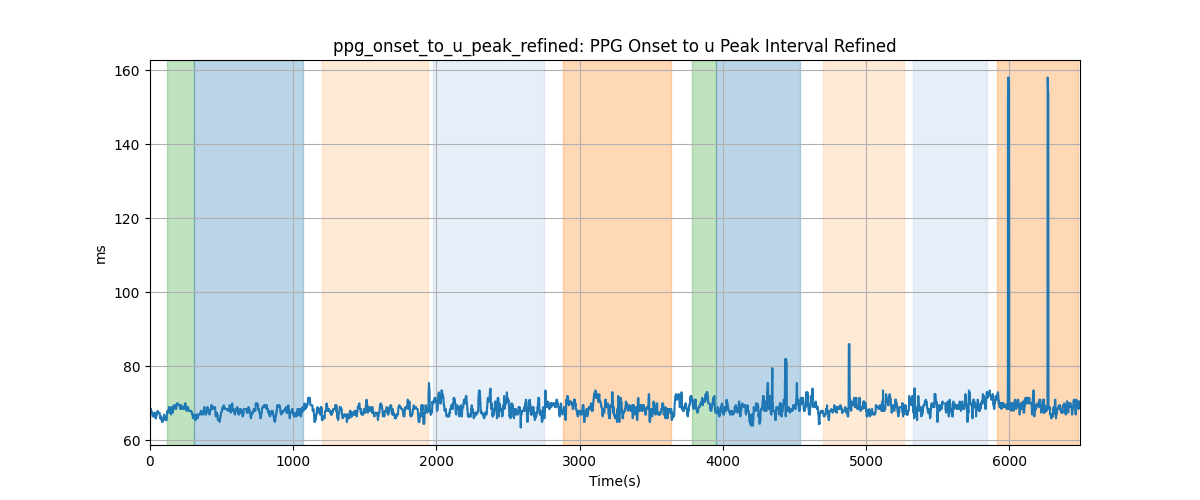 ppg_onset_to_u_peak_refined: PPG Onset to u Peak Interval Refined
160
140
120
100
80
60
ms
0 1000 2000 3000 4000 5000 6000
Time(s)